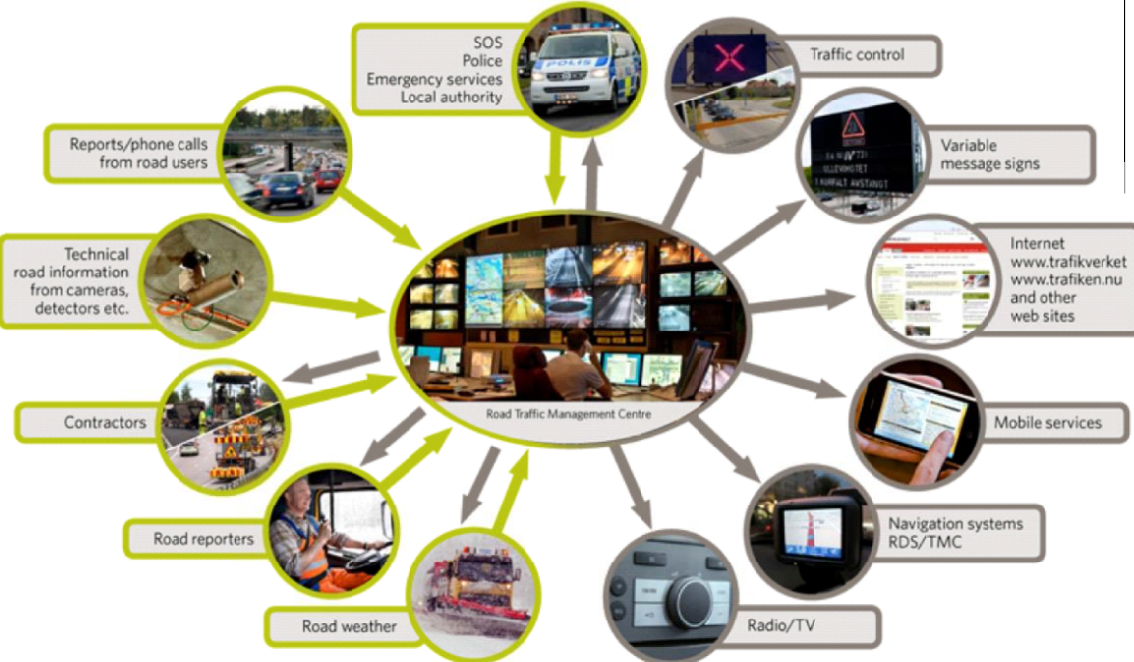 SOS
Police
Emergency services
Local authority
POLIS
Traffic control
Reports/phone calls
from road users
Variable
message signs
ULLEVIMOTET
AVSTÄNGT
Technical
road information
from cameras,
detectors etc.
Internet
www.trafikverket
www.trafiken.nu
and other
web sites
Road Traffic Management Centre
Contractors
Mobile services
Road reporters
Navigation systems
RDS/TMC
Road weather
Radio/TV